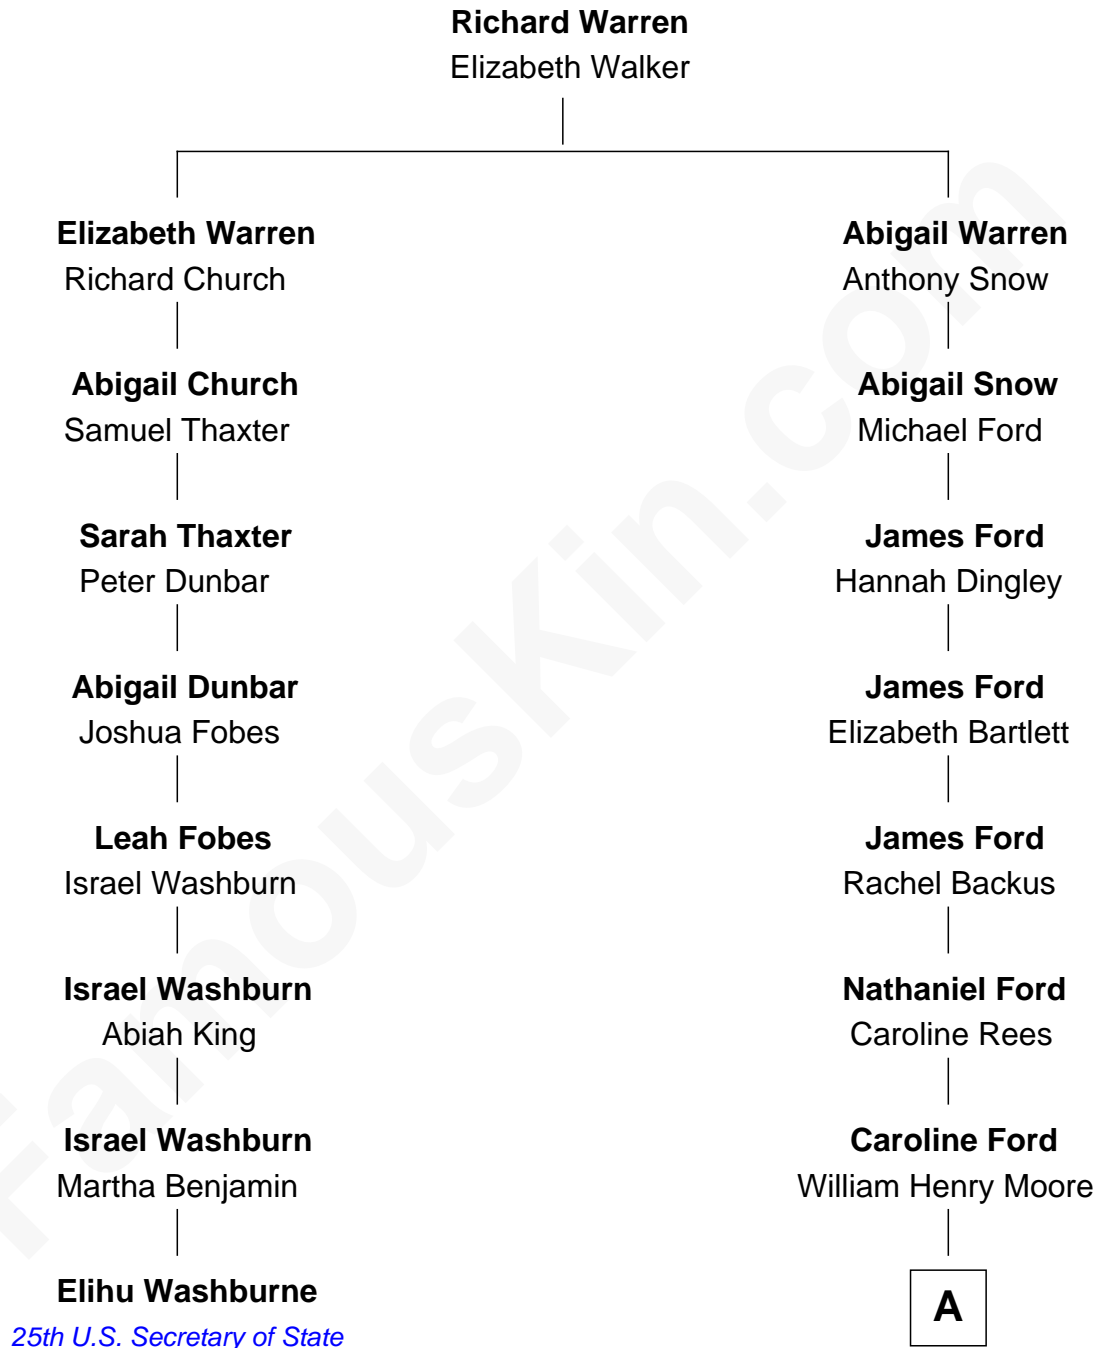 Richard Warren
Elizabeth Walker
Elizabeth Warren
Richard Church
Abigail Warren
Anthony Snow
Abigail Church
Samuel Thaxter
Abigail Snow
Michael Ford
Sarah Thaxter
Peter Dunbar
James Ford
Hannah Dingley
Abigail Dunbar
Joshua Fobes
James Ford
Elizabeth Bartlett
Leah Fobes
Israel Washburn
James Ford
Rachel Backus
Israel Washburn
Abiah King
Nathaniel Ford
Caroline Rees
Israel Washburn
Martha Benjamin
Caroline Ford
William Henry Moore
Elihu Washburne
25th U.S. Secretary of State
A
FamousKin.com